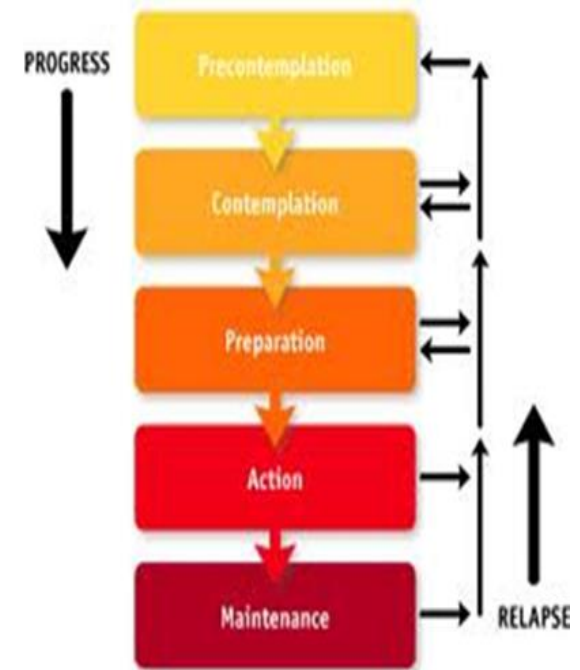 PROGRESS
Precontemplation
Contemplation
Preparation
Action
Maintenance
RELAPSE